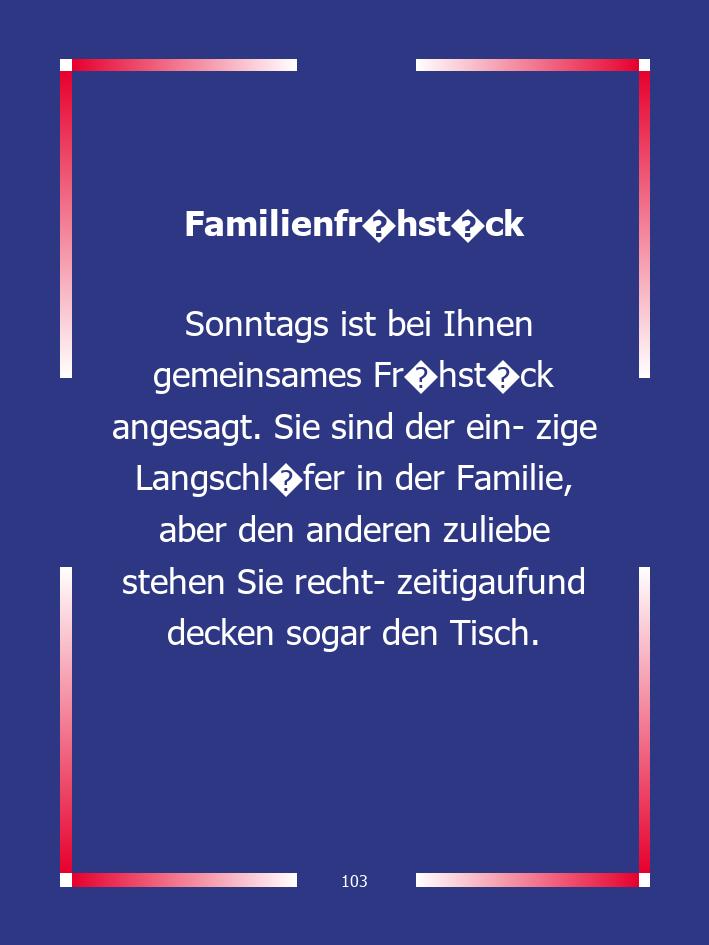 Familienfr�hst�ck
Sonntags ist bei Ihnen
gemeinsames Fr�hst�ck
angesagt. Sie sind der ein- zige
Langschl�fer in der Familie,
aber den anderen zuliebe
stehen Sie recht- zeitigaufund
decken sogar den Tisch.
103